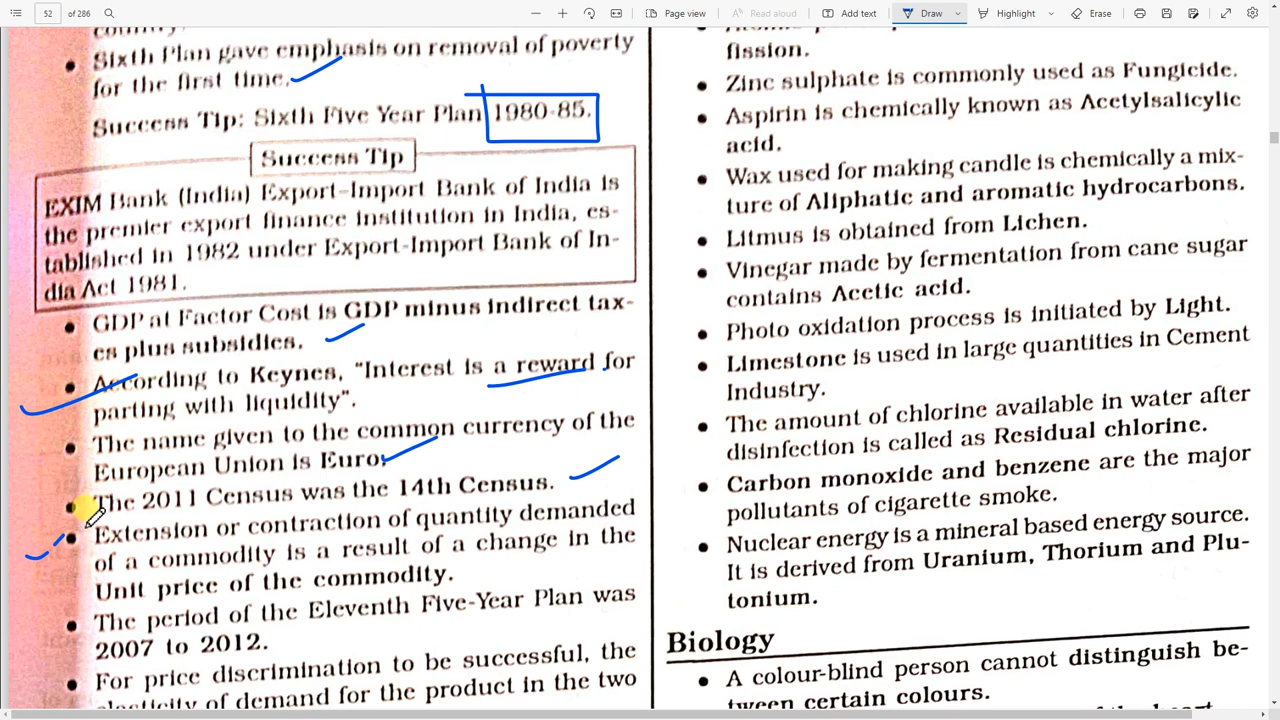 52
of 286
Page view
Read aloud
Add text
Draw
Highlight
Erase
country.
Sixth Plan gave emphasis on removal of poverty
for the first time.
Success Tip: Sixth Five Year Plan 1980-85.
Success Tip
EXIM Bank (India) Export-Import Bank of India is
the premier export finance institution in India, es-
tablished in 1982 under Export-Import Bank of In-
dia Act 1981.
GDP at Factor Cost is GDP minus indirect tax-
es plus subsidies.
According to Keynes, "Interest is a reward for
parting with liquidity".
The name given to the common currency of the
European Union is Euro.
The 2011 Census was the 14th Census.
Extension or contraction of quantity demanded
of a commodity is a result of a change in the
Unit price of the commodity.
The period of the Eleventh Five-Year Plan was
2007 to 2012.
For price discrimination to be successful, the
elasticity of demand for the product in the two
fission.
Zinc sulphate is commonly used as Fungicide.
Aspirin is chemically known as Acetylsalicylic
acid.
Wax used for making candle is chemically a mix-
ture of Aliphatic and aromatic hydrocarbons.
Litmus is obtained from Lichen.
Vinegar made by fermentation from cane sugar
contains Acetic acid.
Photo oxidation process is initiated by Light.
Limestone is used in large quantities in Cement
Industry.
The amount of chlorine available in water after
disinfection is called as Residual chlorine.
Carbon monoxide and benzene are the major
pollutants of cigarette smoke.
Nuclear energy is a mineral based energy source.
It is derived from Uranium, Thorium and Plu-
tonium.
Biology
A colour-blind person cannot distinguish be-
tween certain colours.